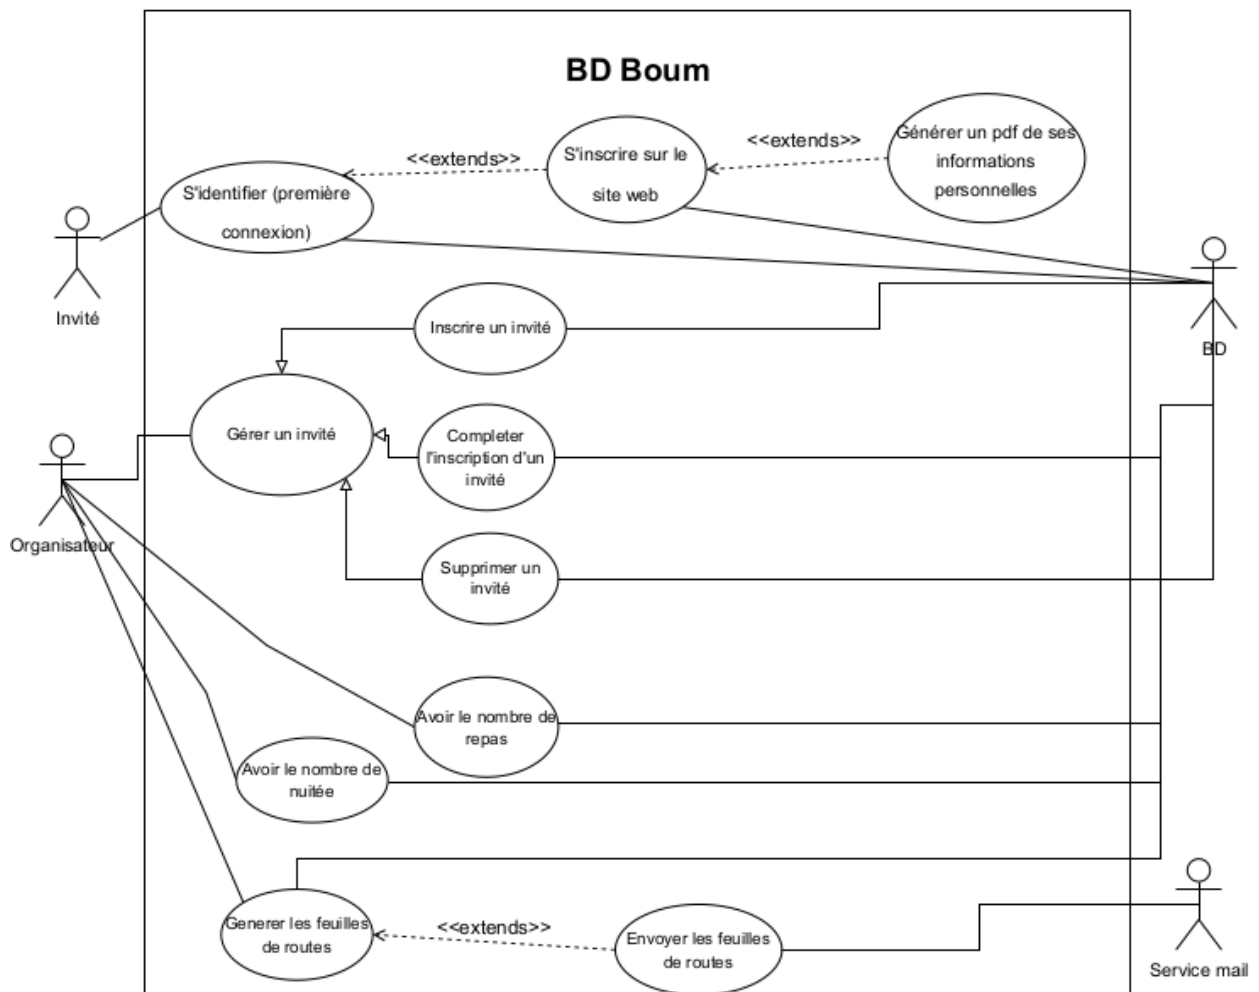 BD Boum
<<extends>>
S'inscrire sur le
site web
<<extends>>
Générer un pdf de ses
informations
personnelles
S'identifier (première
connexion)
Invité
BD
Inscrire un invité
Gérer un invité
Completer
l'inscription d'un
invité
Organisateur
Supprimer un
invité
Avoir le nombre de
repas
Avoir le nombre de
nuitée
Generer les feuilles
de routes
<<extends>>
Envoyer les feuilles
de routes
Service mail